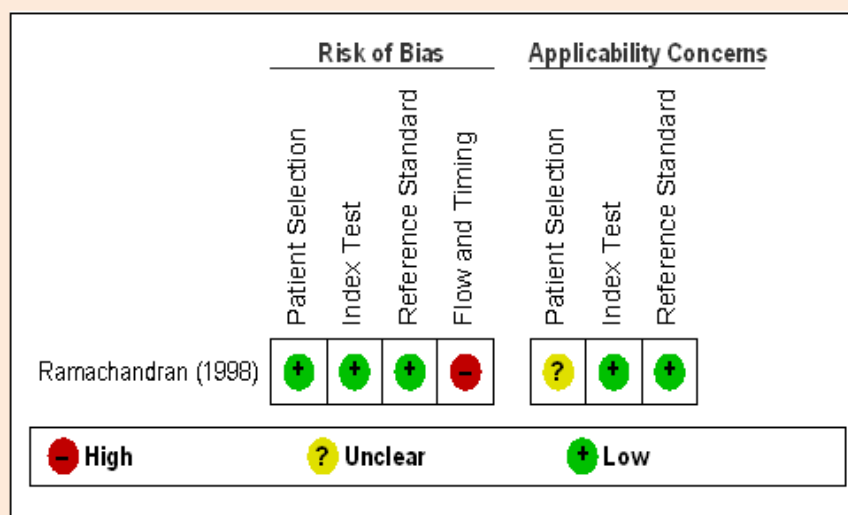 Risk of Bias
Applicability Concerns
Patient Selection
Index Test
Reference Standard
Flow and Timing
Patient Selection
Index Test
Reference Standard
Ramachandran (1998) + + + – ? + +
– High ? Unclear + Low